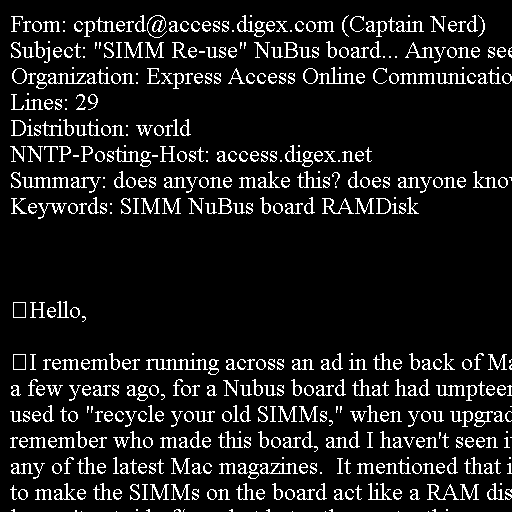 From: cptnerd@access.digex.com (Captain Nerd)
Subject: "SIMM Re-use" NuBus board... Anyone see
Organization: Express Access Online Communicatio
Lines: 29
Distribution: world
NNTP-Posting-Host: access.digex.net
Summary: does anyone make this? does anyone know
Keywords: SIMM NuBus board RAMDisk
Hello,
I remember running across an ad in the back of Ma
a few years ago, for a Nubus board that had umpteen
used to "recycle your old SIMMs," when you upgrad
remember who made this board, and I haven't seen i
any of the latest Mac magazines.  It mentioned that i
to make the SIMMs on the board act like a RAM dis